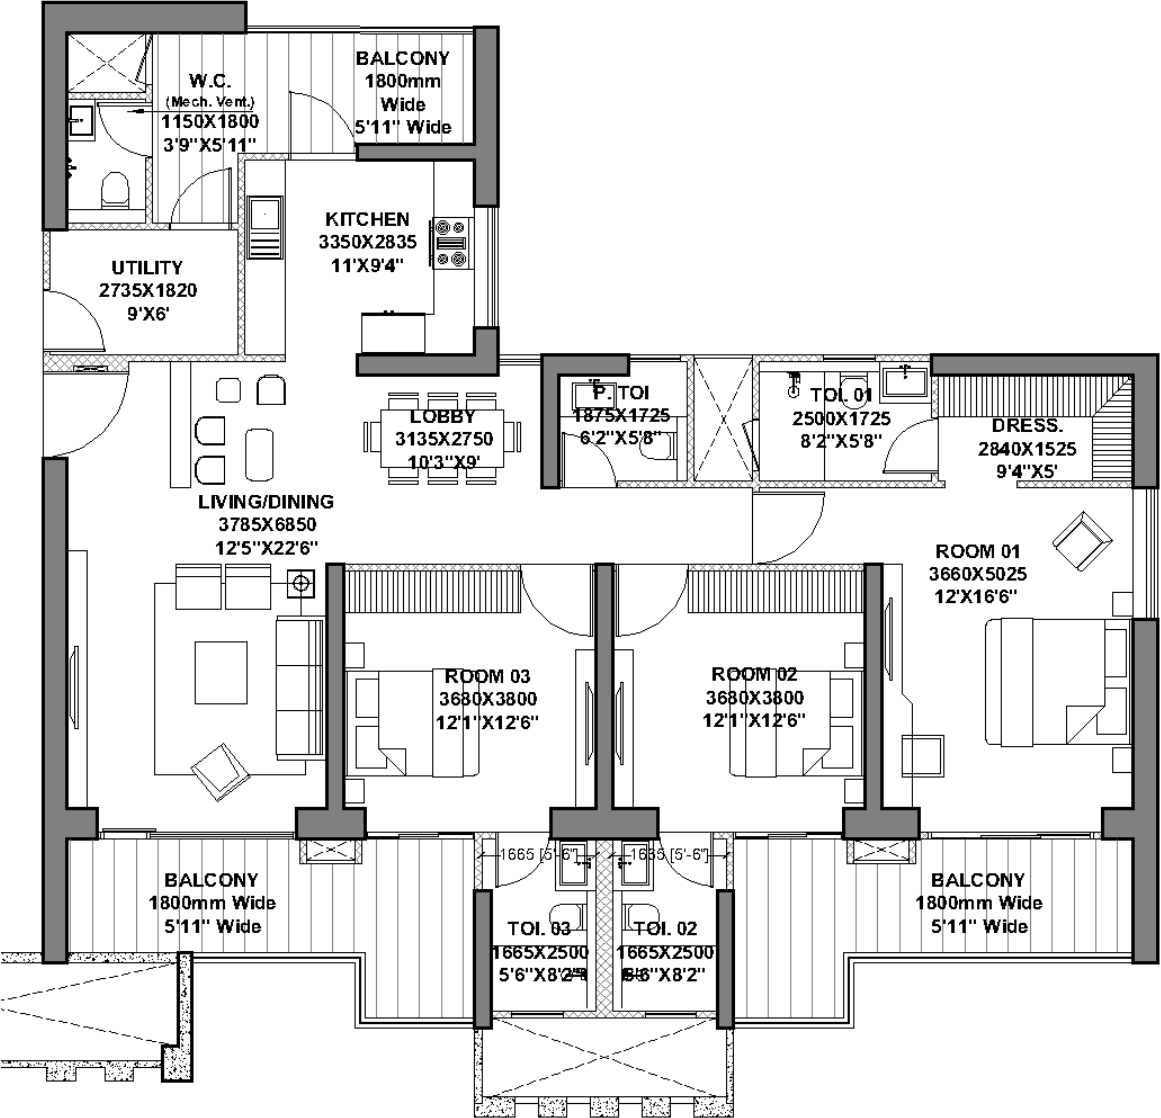 BALCONY
1800mm
Wide
5'11" Wide
W.C.
(Mech. Vent.)
1150X1800
3'9"X5'11"
KITCHEN
3350X2835
11'X9'4"
UTILITY
2735X1820
9'X6'
LOBBY
3135X2750
10'3"X9'
P. TOI
1875X1725
6'2"X5'8"
TOI. 01
2500X1725
8'2"X5'8"
DRESS.
2840X1525
9'4"X5'
LIVING/DINING
3785X6850
12'5"X22'6"
ROOM 01
3660X5025
12'X16'6"
ROOM 03
3680X3800
12'1"X12'6"
ROOM 02
3680X3800
12'1"X12'6"
1665 [5'-6"]
[5'-6"]
BALCONY
1800mm Wide
5'11" Wide
TOI. 03
1665X2500
5'6"X8'2"
TOI. 02
1665X2500
5'6"X8'2"
BALCONY
1800mm Wide
5'11" Wide